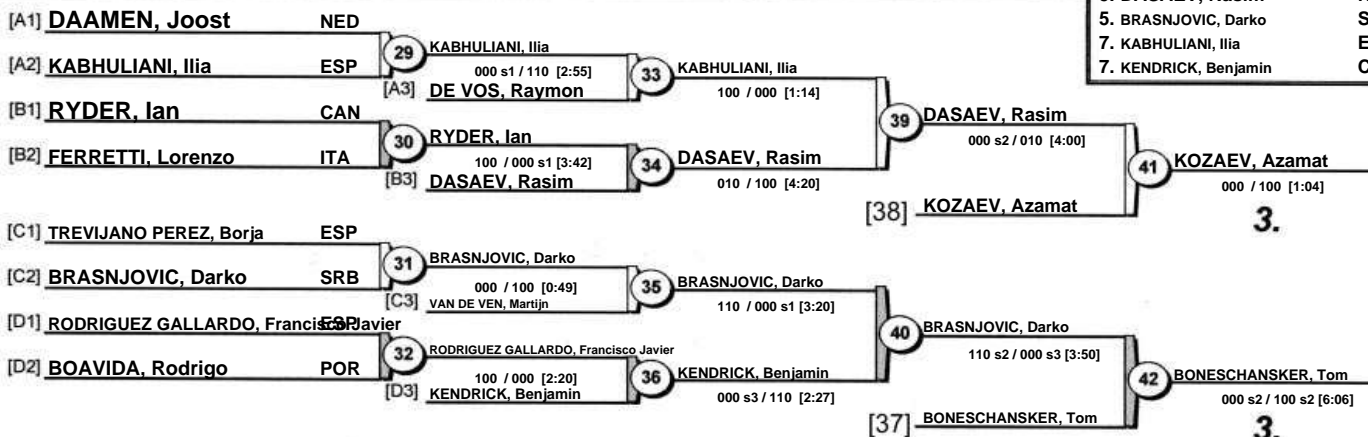 5. BRASNJOVIC, Darko S
7. KABHULIANI, Ilia E
7. KENDRICK, Benjamin C
[A1] DAAMEN, Joost NED
[A2] KABHULIANI, Ilia ESP
29 KABHULIANI, Ilia
000 s1 / 110 [2:55]
[A3] DE VOS, Raymon
33 KABHULIANI, Ilia
100 / 000 [1:14]
[B1] RYDER, Ian CAN
[B2] FERRETTI, Lorenzo ITA
30 RYDER, Ian
100 / 000 s1 [3:42]
[B3] DASAEV, Rasim
34 DASAEV, Rasim
010 / 100 [4:20]
39 DASAEV, Rasim
000 s2 / 010 [4:00]
[38] KOZAEV, Azamat
41 KOZAEV, Azamat
000 / 100 [1:04]
3.
[C1] TREVIJANO PEREZ, Borja ESP
[C2] BRASNJOVIC, Darko SRB
31 BRASNJOVIC, Darko
000 / 100 [0:49]
[C3] VAN DE VEN, Martijn
35 BRASNJOVIC, Darko
110 / 000 s1 [3:20]
[D1] RODRIGUEZ GALLARDO, Francisco Javier ESP
[D2] BOAVIDA, Rodrigo POR
32 RODRIGUEZ GALLARDO, Francisco Javier
100 / 000 [2:20]
[D3] KENDRICK, Benjamin
36 KENDRICK, Benjamin
000 s3 / 110 [2:27]
40 BRASNJOVIC, Darko
110 s2 / 000 s3 [3:50]
[37] BONESCHANSKER, Tom
42 BONESCHANSKER, Tom
000 s2 / 100 s2 [6:06]
3.